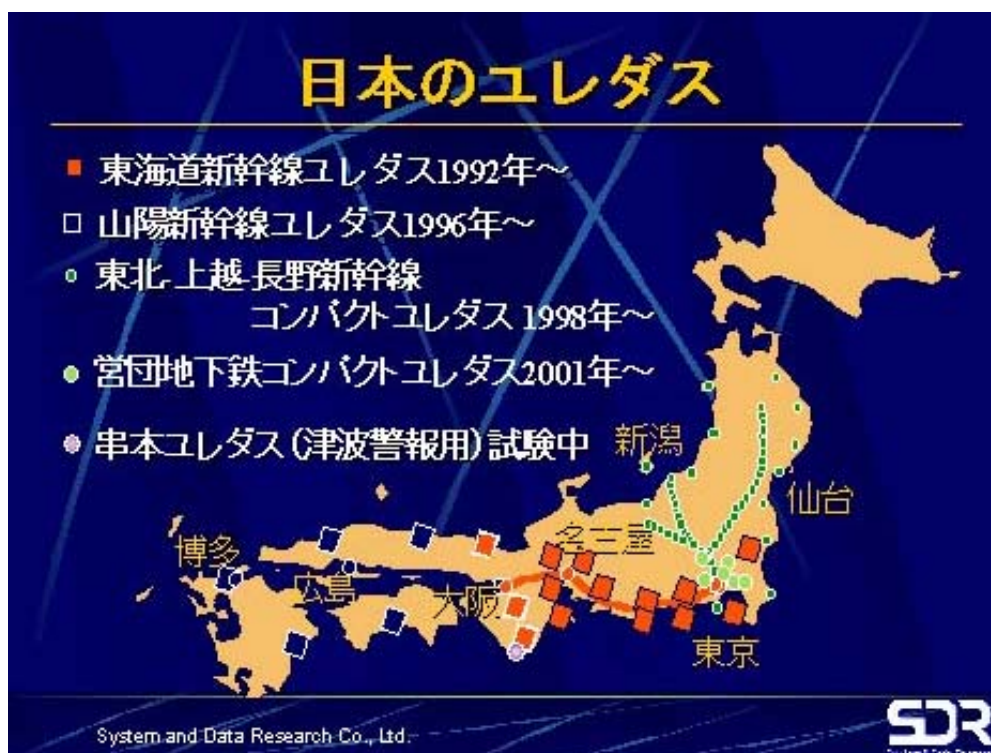 日本のユレダス
東海道新幹線ユレダス1992年～
山陽新幹線ユレダス1996年～
東北-上越-長野新幹線
コンパクトユレダス 1998年～
営団地下鉄コンパクトユレダス2001年～
串本ユレダス（津波警報用）試験中
新潟
仙台
名古屋
博多
広島
大阪
東京
System and Data Research Co., Ltd.
SDR